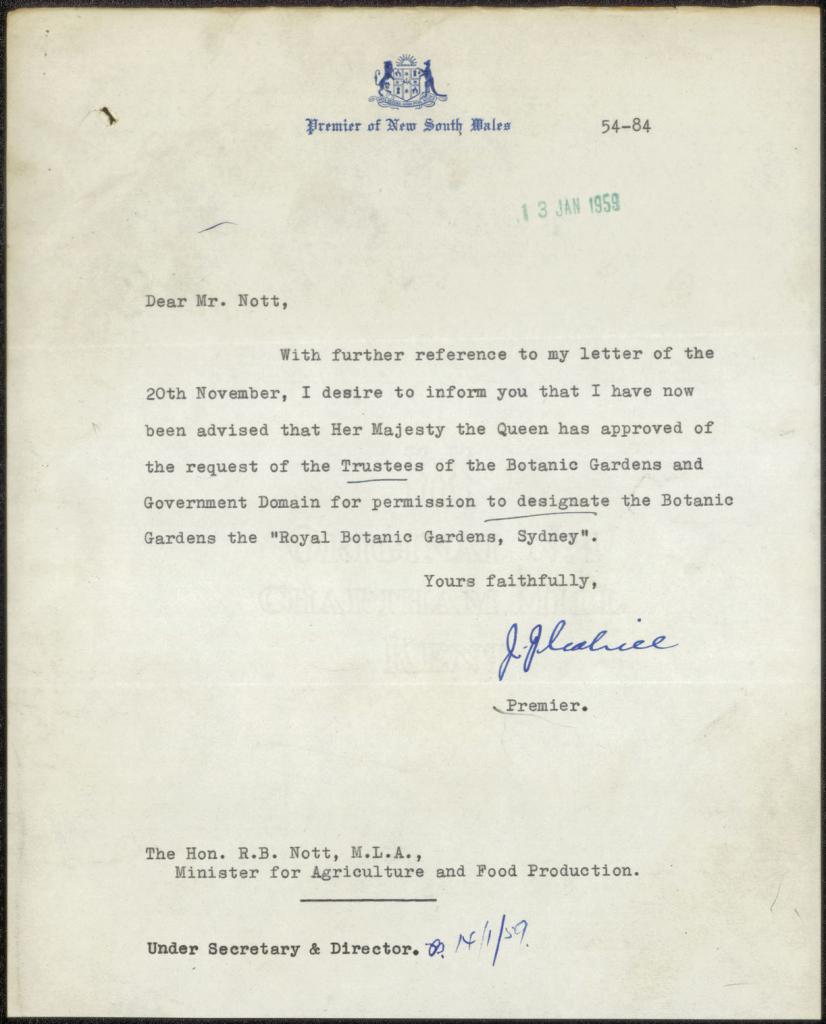 Premier of New South Wales
54-84
13 JAN 1959
Dear Mr. Nott,
With further reference to my letter of the
20th November, I desire to inform you that I have now
been advised that Her Majesty the Queen has approved of
the request of the Trustees of the Botanic Gardens and
Government Domain for permission to designate the Botanic
Gardens the "Royal Botanic Gardens, Sydney".
Yours faithfully,
J.J. Cahill
Premier.
The Hon. R.B. Nott, M.L.A.,
Minister for Agriculture and Food Production.
Under Secretary & Director. 14/1/59.